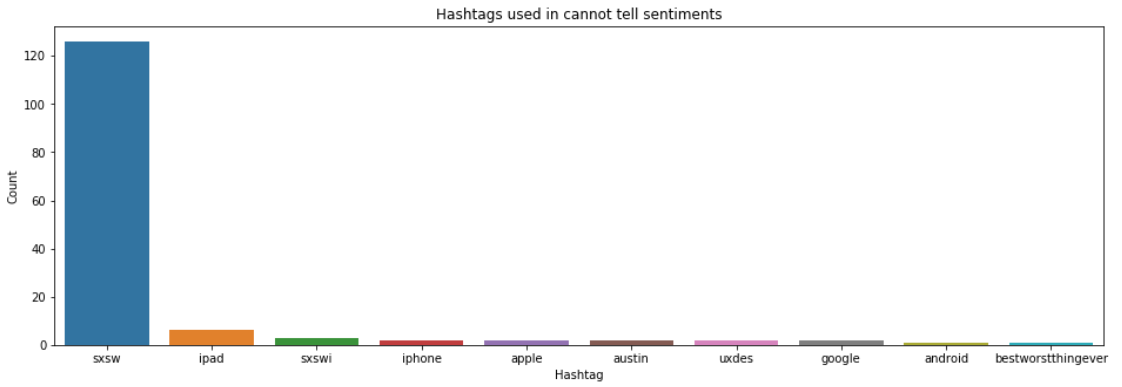 Hashtags used in cannot tell sentiments
120
100
80
60
40
20
0
Count
sxsw ipad sxswi iphone apple austin uxdes google android bestworstthingever
Hashtag